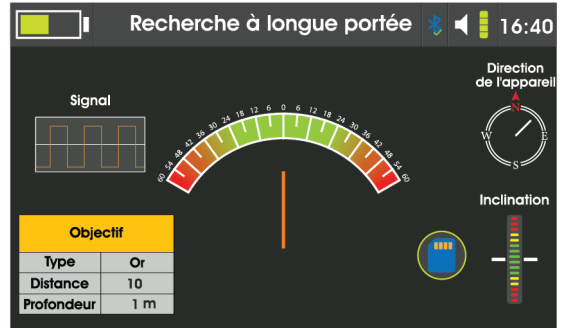 Recherche à longue portée
16:40
Direction
de l'appareil
N
W E
S
Signal
60 54 48 42 36 30 24 18 12 6 0 6 12 18 24 30 36 42 48 54 60
Inclination
Objectif
Type Or
Distance 10
Profondeur 1 m